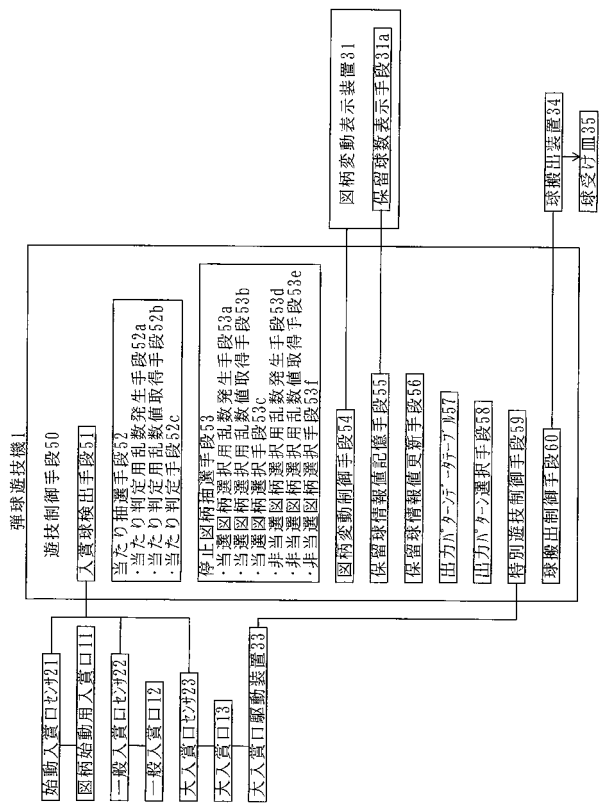 弾球遊技機1
遊技制御手段50
始動入賞口センサ21
図柄始動用入賞口11
一般入賞口センサ22
一般入賞口12
大入賞口センサ23
大入賞口13
大入賞口駆動装置33
入賞球検出手段51
当たり抽選手段52
・当たり判定用乱数発生手段52a
・当たり判定用乱数値取得手段52b
・当たり判定手段52c
停止図柄抽選手段53
・当選図柄選択用乱数発生手段53a
・当選図柄選択用乱数値取得手段53b
・当選図柄選択手段53c
・非当選図柄選択用乱数発生手段53d
・非当選図柄選択用乱数値取得手段53e
・非当選図柄選択手段53f
図柄変動制御手段54
保留球情報値記憶手段55
保留球情報値更新手段56
出力パターンデータテーブル57
出力パターン選択手段58
特別遊技制御手段59
球搬出制御手段60
図柄変動表示装置31
保留球数表示手段31a
球搬出装置34
球受け皿35